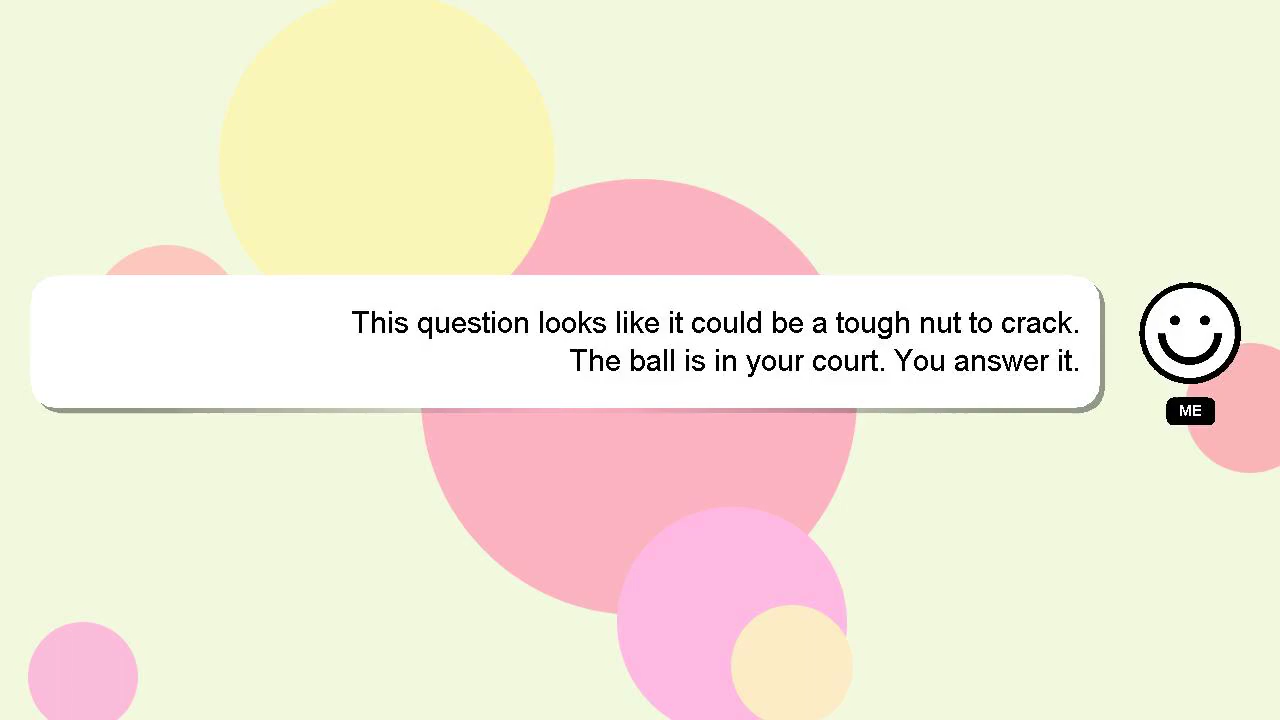 This question looks like it could be a tough nut to crack.
The ball is in your court. You answer it.
ME